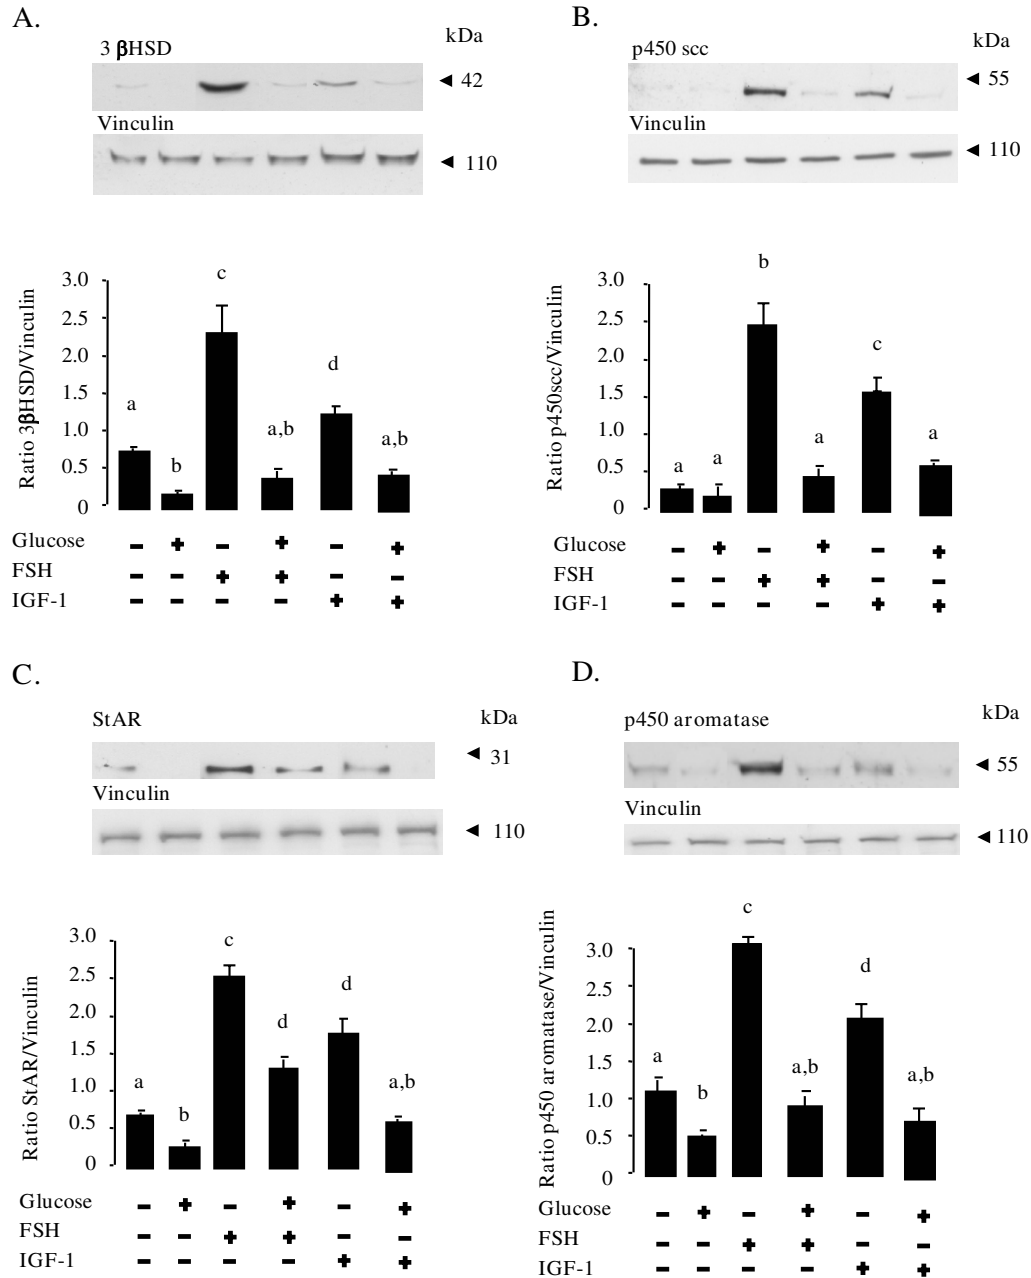 A.
3 βHSD
kDa
◄ 42
Vinculin
◄ 110
Ratio 3βHSD/Vinculin
3.0
2.5
2.0
1.5
1.0
0.5
0
a
b
c
a,b
d
a,b
Glucose - + - + - +
FSH - - + + - -
IGF-1 - - - - + +
B.
p450 scc
kDa
◄ 55
Vinculin
◄ 110
Ratio p450scc/Vinculin
3.0
2.5
2.0
1.5
1.0
0.5
0
a
a
b
a
c
a
Glucose - + - + - +
FSH - - + + - -
IGF-1 - - - - + +
C.
StAR
kDa
◄ 31
Vinculin
◄ 110
Ratio StAR/Vinculin
3.0
2.5
2.0
1.5
1.0
0.5
0
a
b
c
d
d
a,b
Glucose - + - + - +
FSH - - + + - -
IGF-1 - - - - + +
D.
p450 aromatase
kDa
◄ 55
Vinculin
◄ 110
Ratio p450 aromatase/Vinculin
3.0
2.5
2.0
1.5
1.0
0.5
0
a
b
c
a,b
d
a,b
Glucose - + - + - +
FSH - - + + - -
IGF-1 - - - - + +